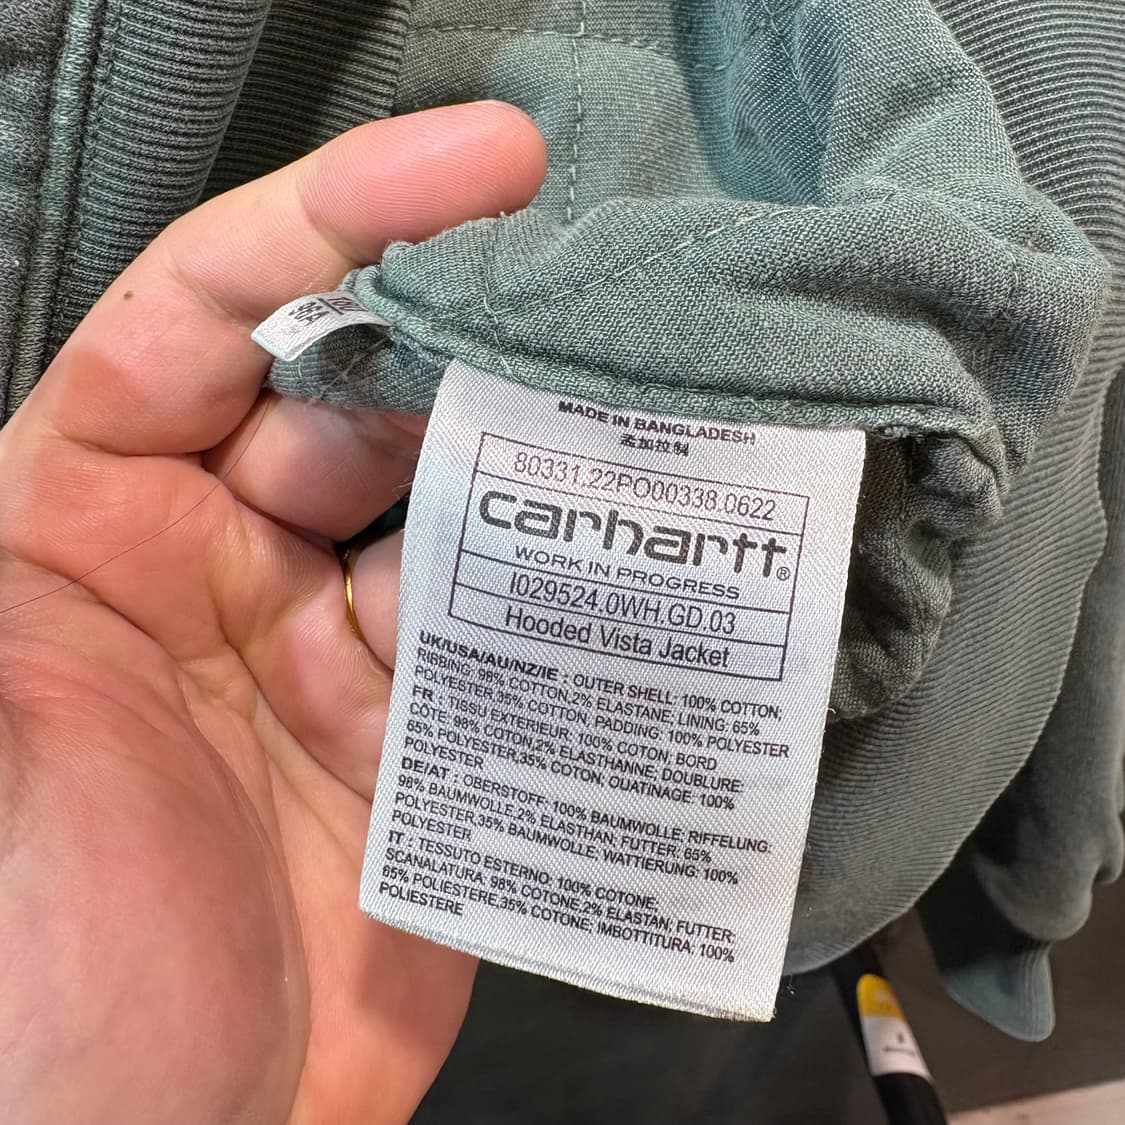 MADE IN BANGLADESH
孟加拉制
80331.22PO00338.0622
carhartt®
WORK IN PROGRESS
I029524.0WH.GD.03
Hooded Vista Jacket
UK/USA/AU/NZ/IE : OUTER SHELL: 100% COTTON;
RIBBING: 98% COTTON,2% ELASTANE, LINING: 65%
POLYESTER,35% COTTON, PADDING: 100% POLYESTER
FR : TISSU EXTERIEUR: 100% COTON; BORD
CÔTE: 98% COTON,2% ELASTHANNE; DOUBLURE:
65% POLYESTER,35% COTON, OUATINAGE: 100%
POLYESTER
DE/AT : OBERSTOFF: 100% BAUMWOLLE; RIFFELUNG:
98% BAUMWOLLE,2% ELASTHAN; FUTTER: 65%
POLYESTER,35% BAUMWOLLE; WATTIERUNG: 100%
POLYESTER
IT : TESSUTO ESTERNO: 100% COTONE;
SCANALATURA: 98% COTONE,2% ELASTAN; FUTTER:
65% POLIESTERE,35% COTONE; IMBOTTITURA: 100%
POLIESTERE